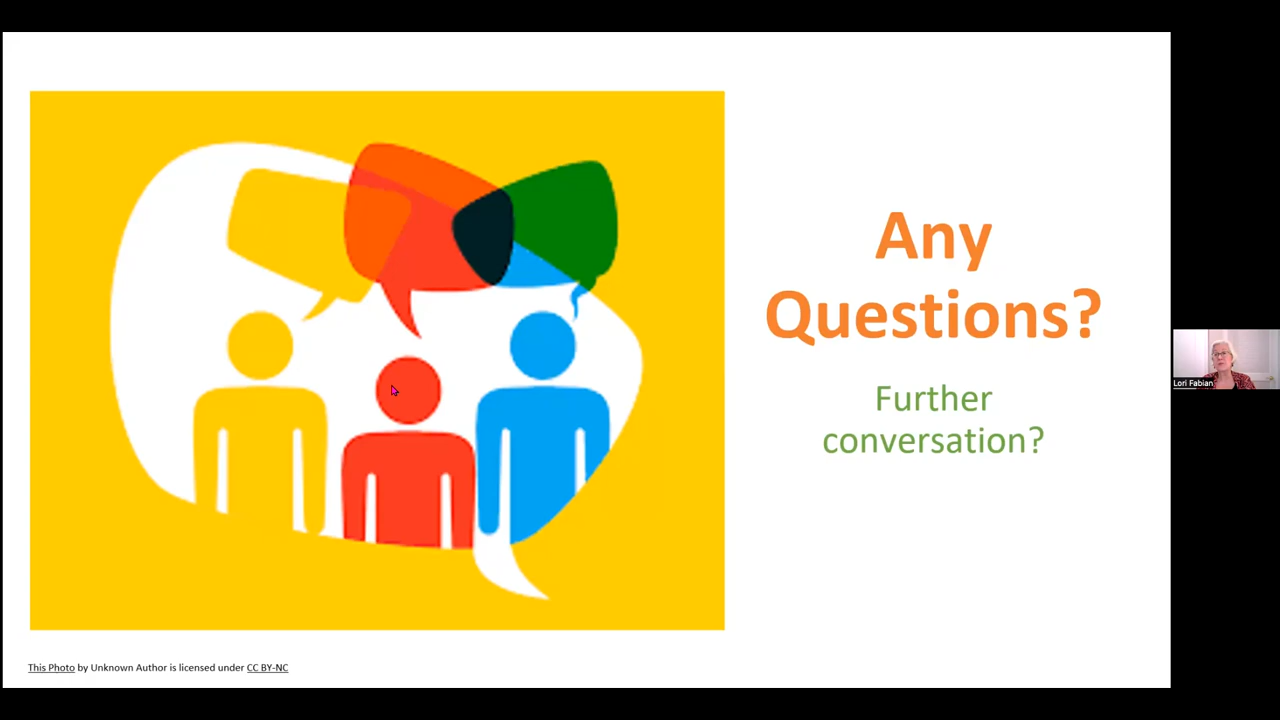 Any
Questions?
Further
conversation?
Lori Fabian
This Photo by Unknown Author is licensed under CC BY-NC